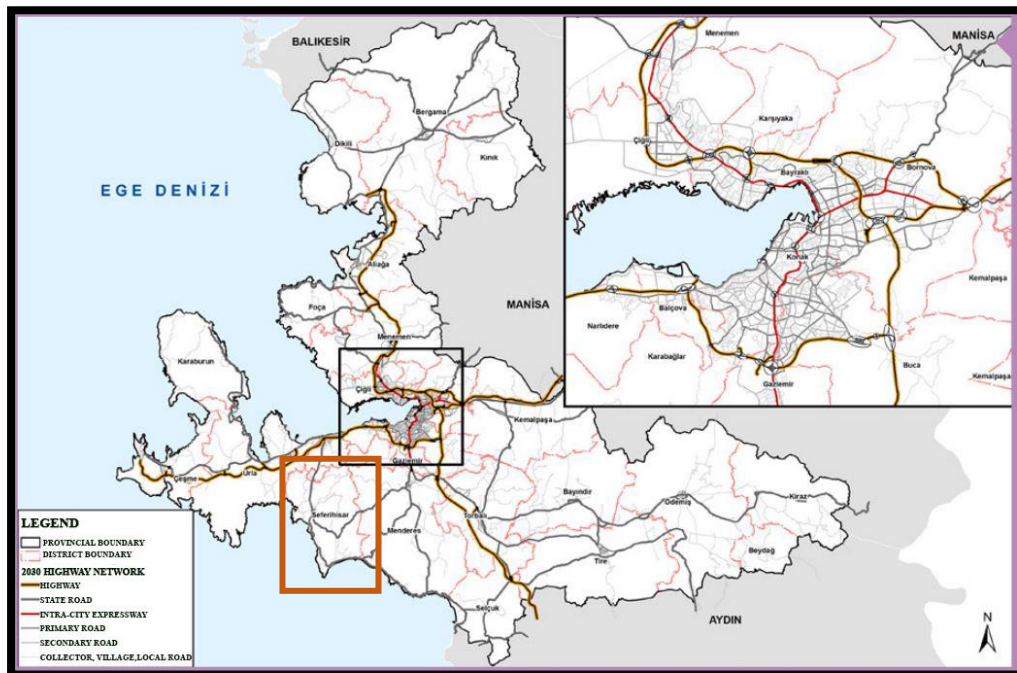 BALIKESİR
Bergama
Dikili
Kınık
EGE DENİZİ
Aliağa
MANİSA
Foça
Menemen
Karaburun
Çiğli
Kemalpaşa
Gaziemir
Çeşme
Urla
Seferihisar
Menderes
Torbalı
Bayındır
Ödemiş
Kiraz
Beydağ
Tire
Selçuk
AYDIN
N
Menemen
MANİSA
Karşıyaka
Çiğli
Bayraklı
Bornova
Konak
Kemalpaşa
Balçova
Narlıdere
Karabağlar
Buca
Gaziemir
Kemalpaşa
LEGEND
PROVINCIAL BOUNDARY
DISTRICT BOUNDARY
2030 HIGHWAY NETWORK
HIGHWAY
STATE ROAD
INTRA-CITY EXPRESSWAY
PRIMARY ROAD
SECONDARY ROAD
COLLECTOR, VILLAGE,LOCAL ROAD